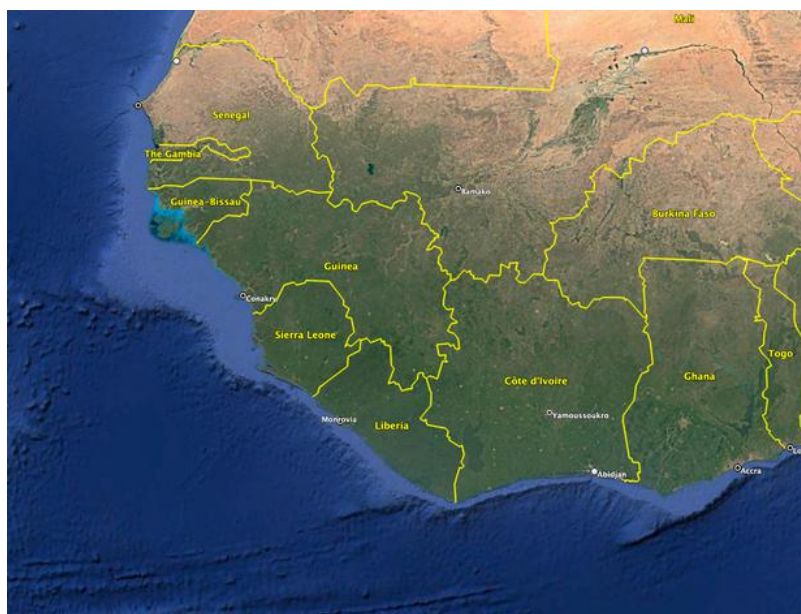 Mali
Senegal
The Gambia
Bamako
Guinea-Bissau
Burkina Faso
Guinea
Conakry
Sierra Leone
Togo
Côte d'Ivoire
Ghana
Yamoussoukro
Monrovia
Liberia
Accra
Abidjan